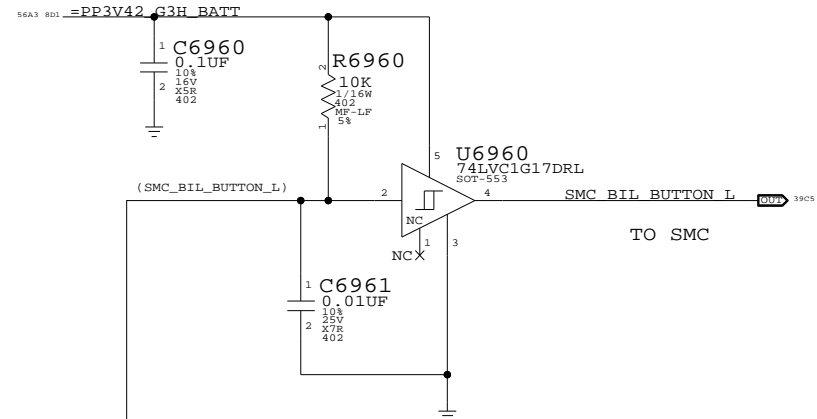 56A3 8D1 =PP3V42_G3H_BATT
1 C6960
0.1UF
10%
16V
2 X5R
402
2 R6960
10K
1/16W
402
MF-LF
1 5%
5 U6960
74LVC1G17DRL
SOT-553
(SMC_BIL_BUTTON_L)
2
4 SMC_BIL_BUTTON_L OUT 39C5
NC
TO SMC
1 3
NC
1 C6961
0.01UF
10%
25V
2 X7R
402